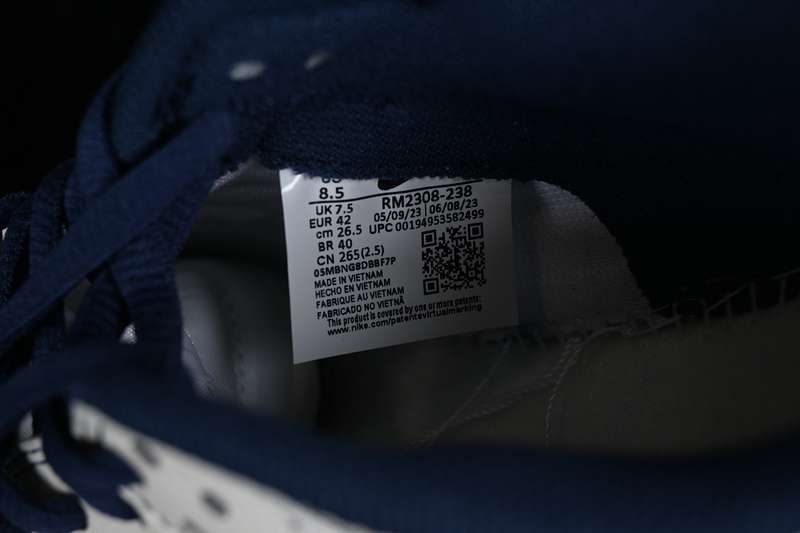 8.5
UK 7.5
EUR 42
cm 26.5
BR 40
CN 265(2.5)
RM2308-238
05/09/23 | 06/08/23
UPC 00194953582499
MADE IN VIETNAM
HECHO EN VIETNAM
FABRIQUE AU VIETNAM
FABRICADO NO VIETNÃ
This product is covered by one or more patents:
www.nike.com/patentsvirtualmarking